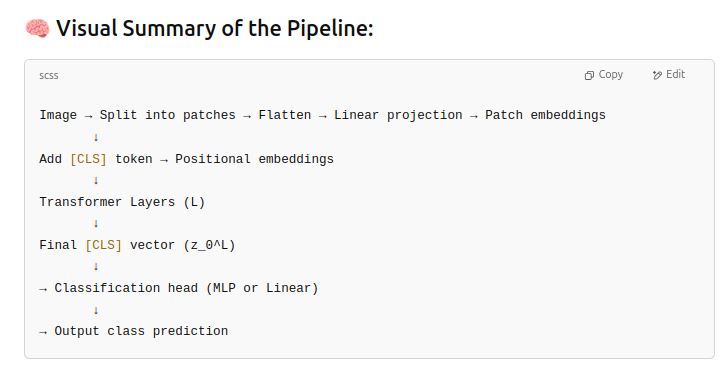 🧠 Visual Summary of the Pipeline:
scss Copy Edit
Image → Split into patches → Flatten → Linear projection → Patch embeddings
↓
Add [CLS] token → Positional embeddings
↓
Transformer Layers (L)
↓
Final [CLS] vector (z_0^L)
↓
→ Classification head (MLP or Linear)
↓
→ Output class prediction